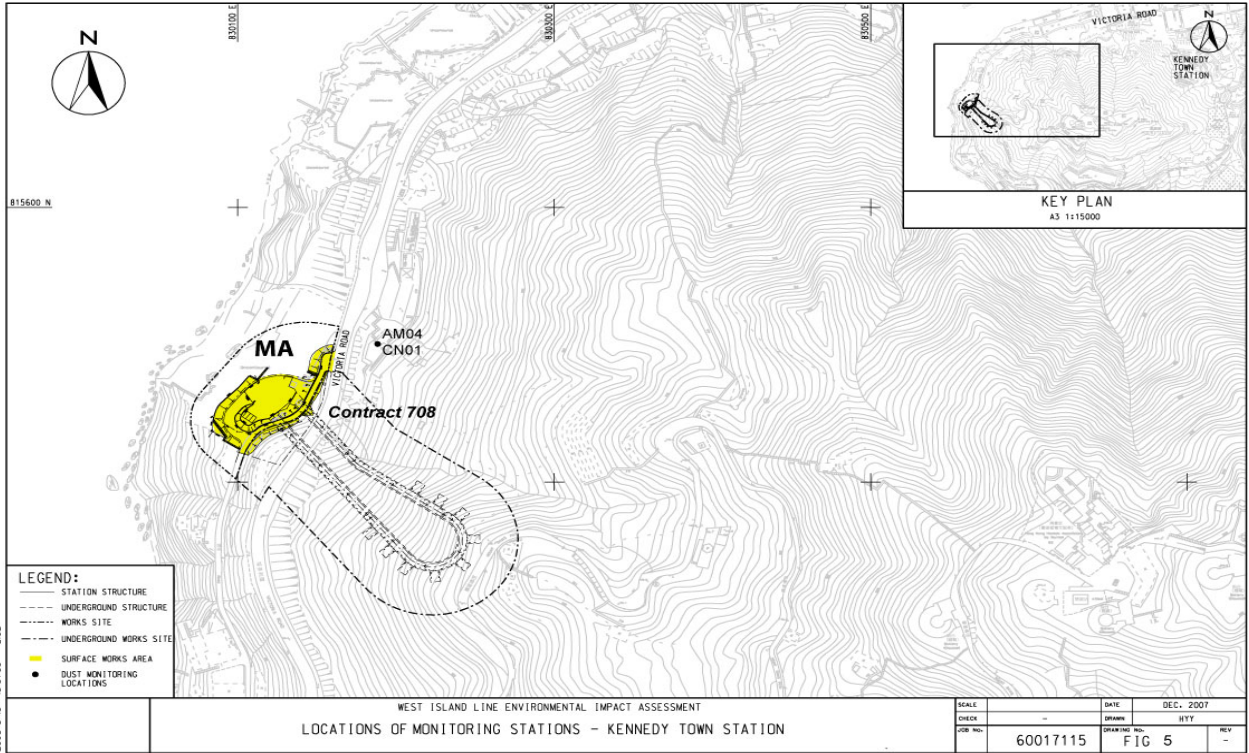 830100 E
830300 E
830500 E
N
VICTORIA ROAD
N
KENNEDY
TOWN
STATION
KEY PLAN
A3 1:15000
815600 N
MA
VICTORIA ROAD
AM04
CN01
Contract 708
LEGEND:
STATION STRUCTURE
UNDERGROUND STRUCTURE
WORKS SITE
UNDERGROUND WORKS SITE
SURFACE WORKS AREA
DUST MONITORING
LOCATIONS
WEST ISLAND LINE ENVIRONMENTAL IMPACT ASSESSMENT
LOCATIONS OF MONITORING STATIONS - KENNEDY TOWN STATION
SCALE
DATE DEC. 2007
CHECK -
DRAWN HYY
JOB No. 60017115
DRAWING No. FIG 5
REV -